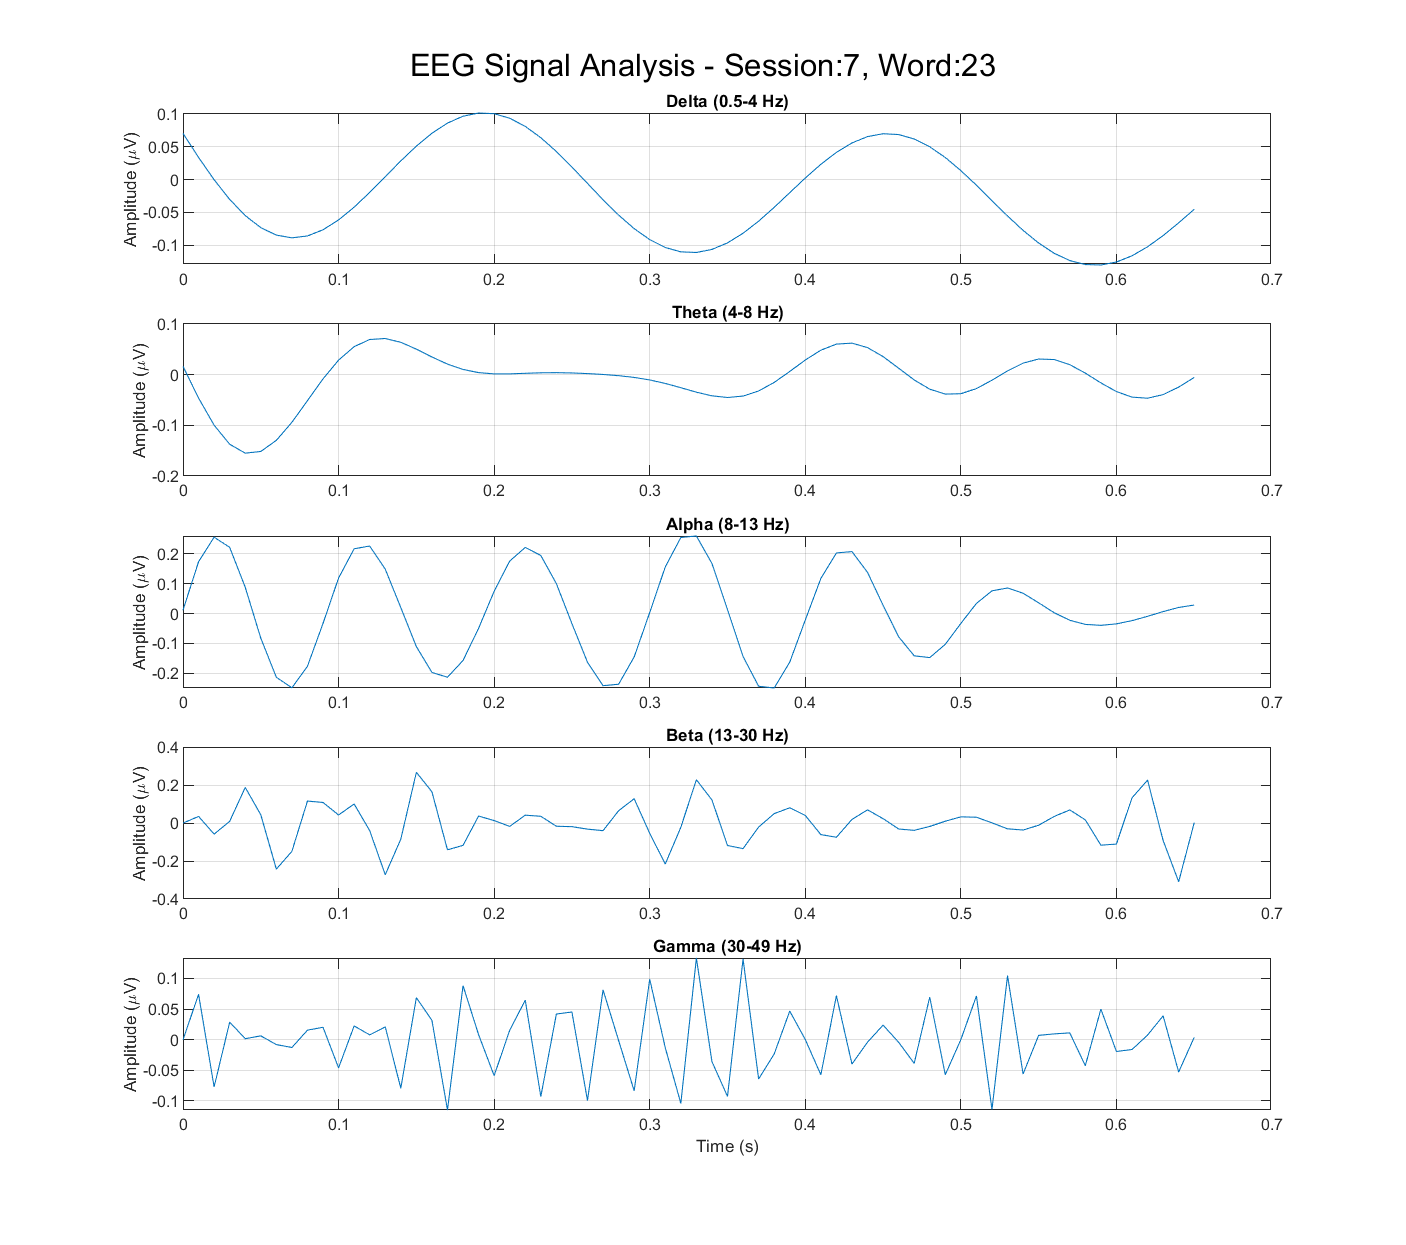 EEG Signal Analysis - Session:7, Word:23
Delta (0.5-4 Hz)
Amplitude (μV)
0.1
0.05
0
-0.05
-0.1
0 0.1 0.2 0.3 0.4 0.5 0.6 0.7
Theta (4-8 Hz)
Amplitude (μV)
0.1
0
-0.1
-0.2
0 0.1 0.2 0.3 0.4 0.5 0.6 0.7
Alpha (8-13 Hz)
Amplitude (μV)
0.2
0.1
0
-0.1
-0.2
0 0.1 0.2 0.3 0.4 0.5 0.6 0.7
Beta (13-30 Hz)
Amplitude (μV)
0.4
0.2
0
-0.2
-0.4
0 0.1 0.2 0.3 0.4 0.5 0.6 0.7
Gamma (30-49 Hz)
Amplitude (μV)
0.1
0.05
0
-0.05
-0.1
0 0.1 0.2 0.3 0.4 0.5 0.6 0.7
Time (s)